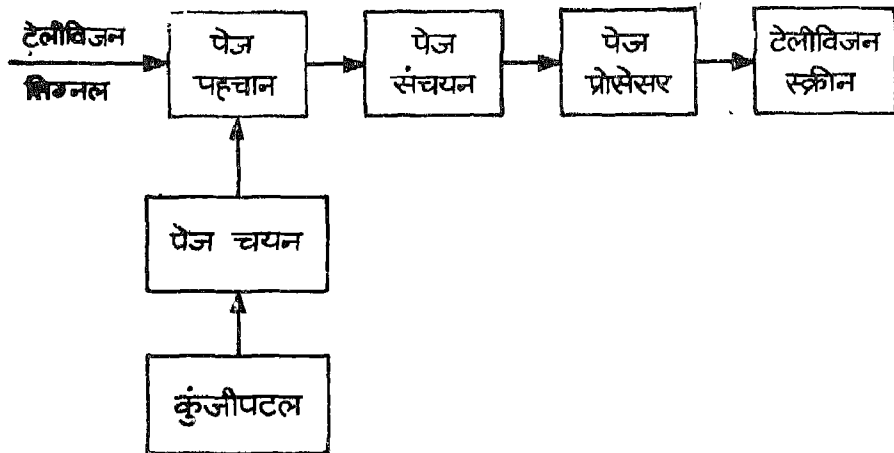 टेलीविजन
सिग्नल
पेज
पहचान
पेज
संचयन
पेज
प्रोसेसर
टेलीविजन
स्क्रीन
पेज चयन
कुंजीपटल